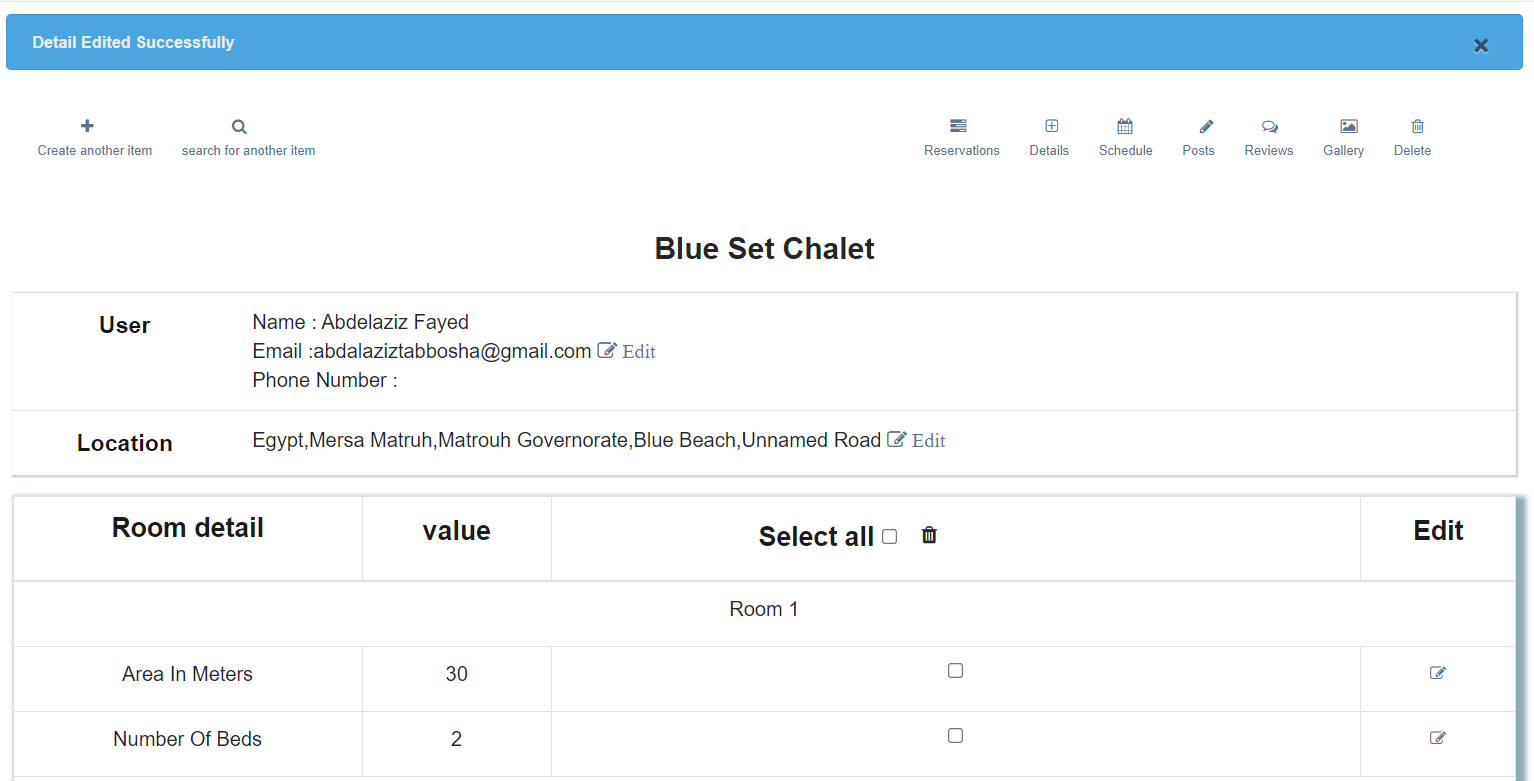 Detail Edited Successfully
Create another item
search for another item
Reservations
Details
Schedule
Posts
Reviews
Gallery
Delete
Blue Set Chalet
User
Name : Abdelaziz Fayed
Email :abdalaziztabbosha@gmail.com Edit
Phone Number :
Location
Egypt,Mersa Matruh,Matrouh Governorate,Blue Beach,Unnamed Road Edit
Room detail
value
Select all
Edit
Room 1
Area In Meters
30
Number Of Beds
2